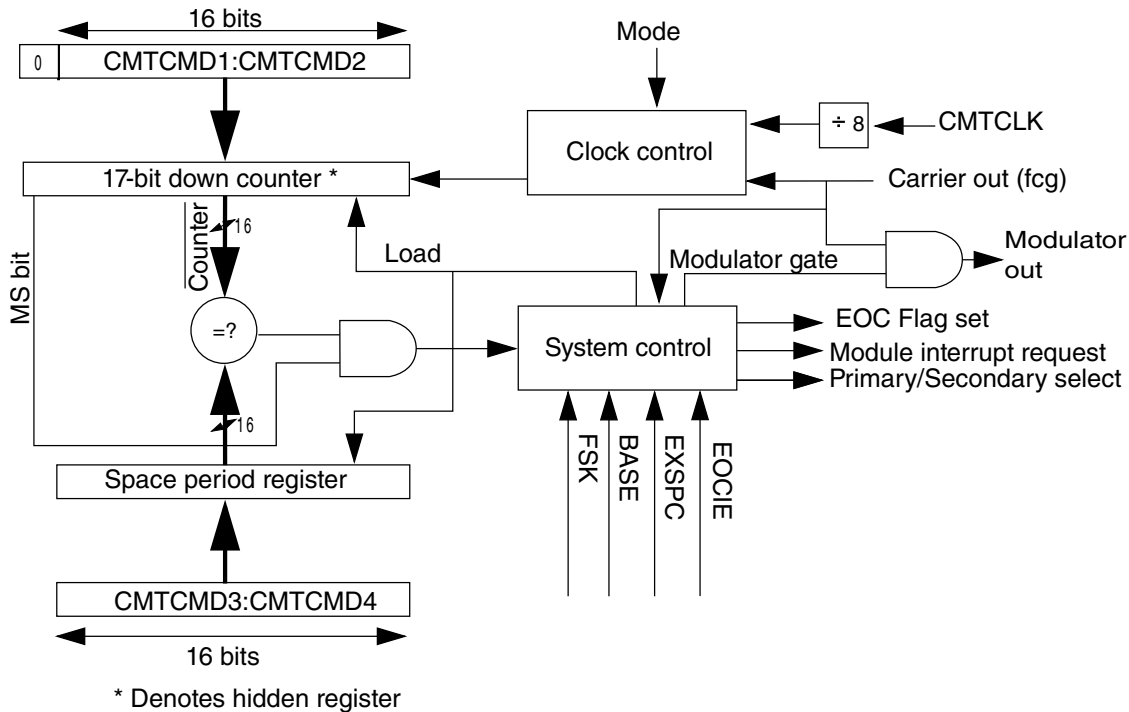 16 bits
0 CMTCMD1:CMTCMD2
Mode
÷ 8
CMTCLK
Clock control
17-bit down counter *
Carrier out (fcg)
16
Counter
MS bit
Load
Modulator gate
Modulator
out
=?
System control
EOC Flag set
Module interrupt request
Primary/Secondary select
16
FSK
BASE
EXSPC
EOCIE
Space period register
CMTCMD3:CMTCMD4
16 bits
* Denotes hidden register